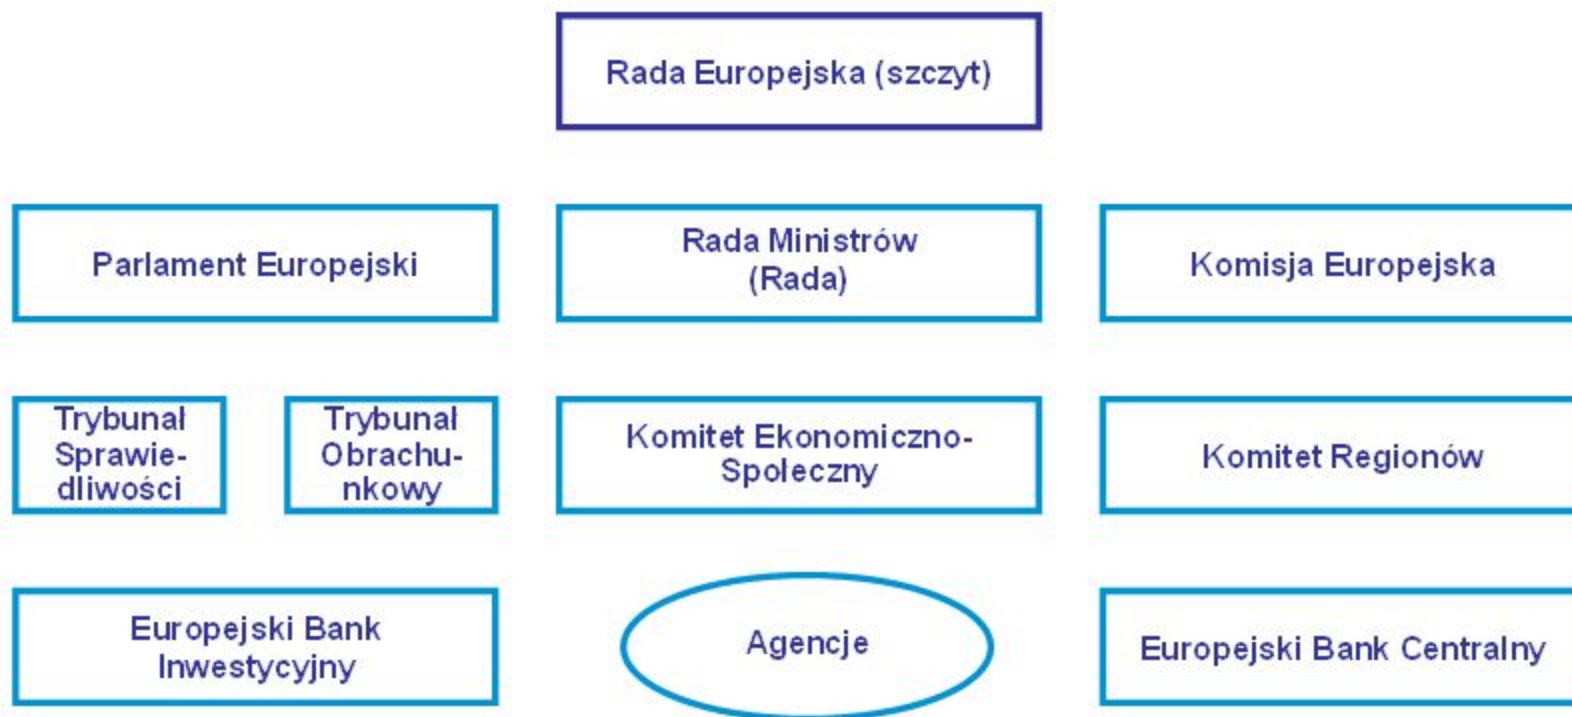 Rada Europejska (szczyt)
Parlament Europejski
Rada Ministrów
(Rada)
Komisja Europejska
Trybunał
Sprawie-
dliwości
Trybunał
Obrachu-
nkowy
Komitet Ekonomiczno-
Społeczny
Komitet Regionów
Europejski Bank
Inwestycyjny
Agencje
Europejski Bank Centralny